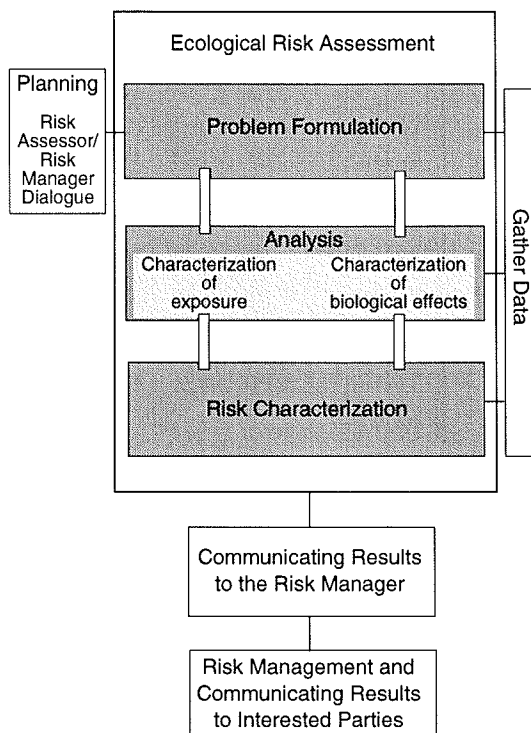 Ecological Risk Assessment
Planning
Risk
Assessor/
Risk
Manager
Dialogue
Problem Formulation
Analysis
Characterization
of
exposure
Characterization
of
biological effects
Risk Characterization
Gather Data
Communicating Results
to the Risk Manager
Risk Management and
Communicating Results
to Interested Parties